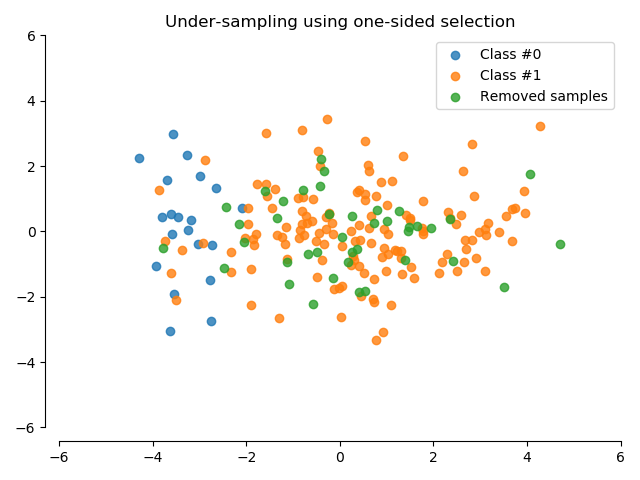 Under-sampling using one-sided selection
Class #0
Class #1
Removed samples
6
4
2
0
−2
−4
−6
−6 −4 −2 0 2 4 6